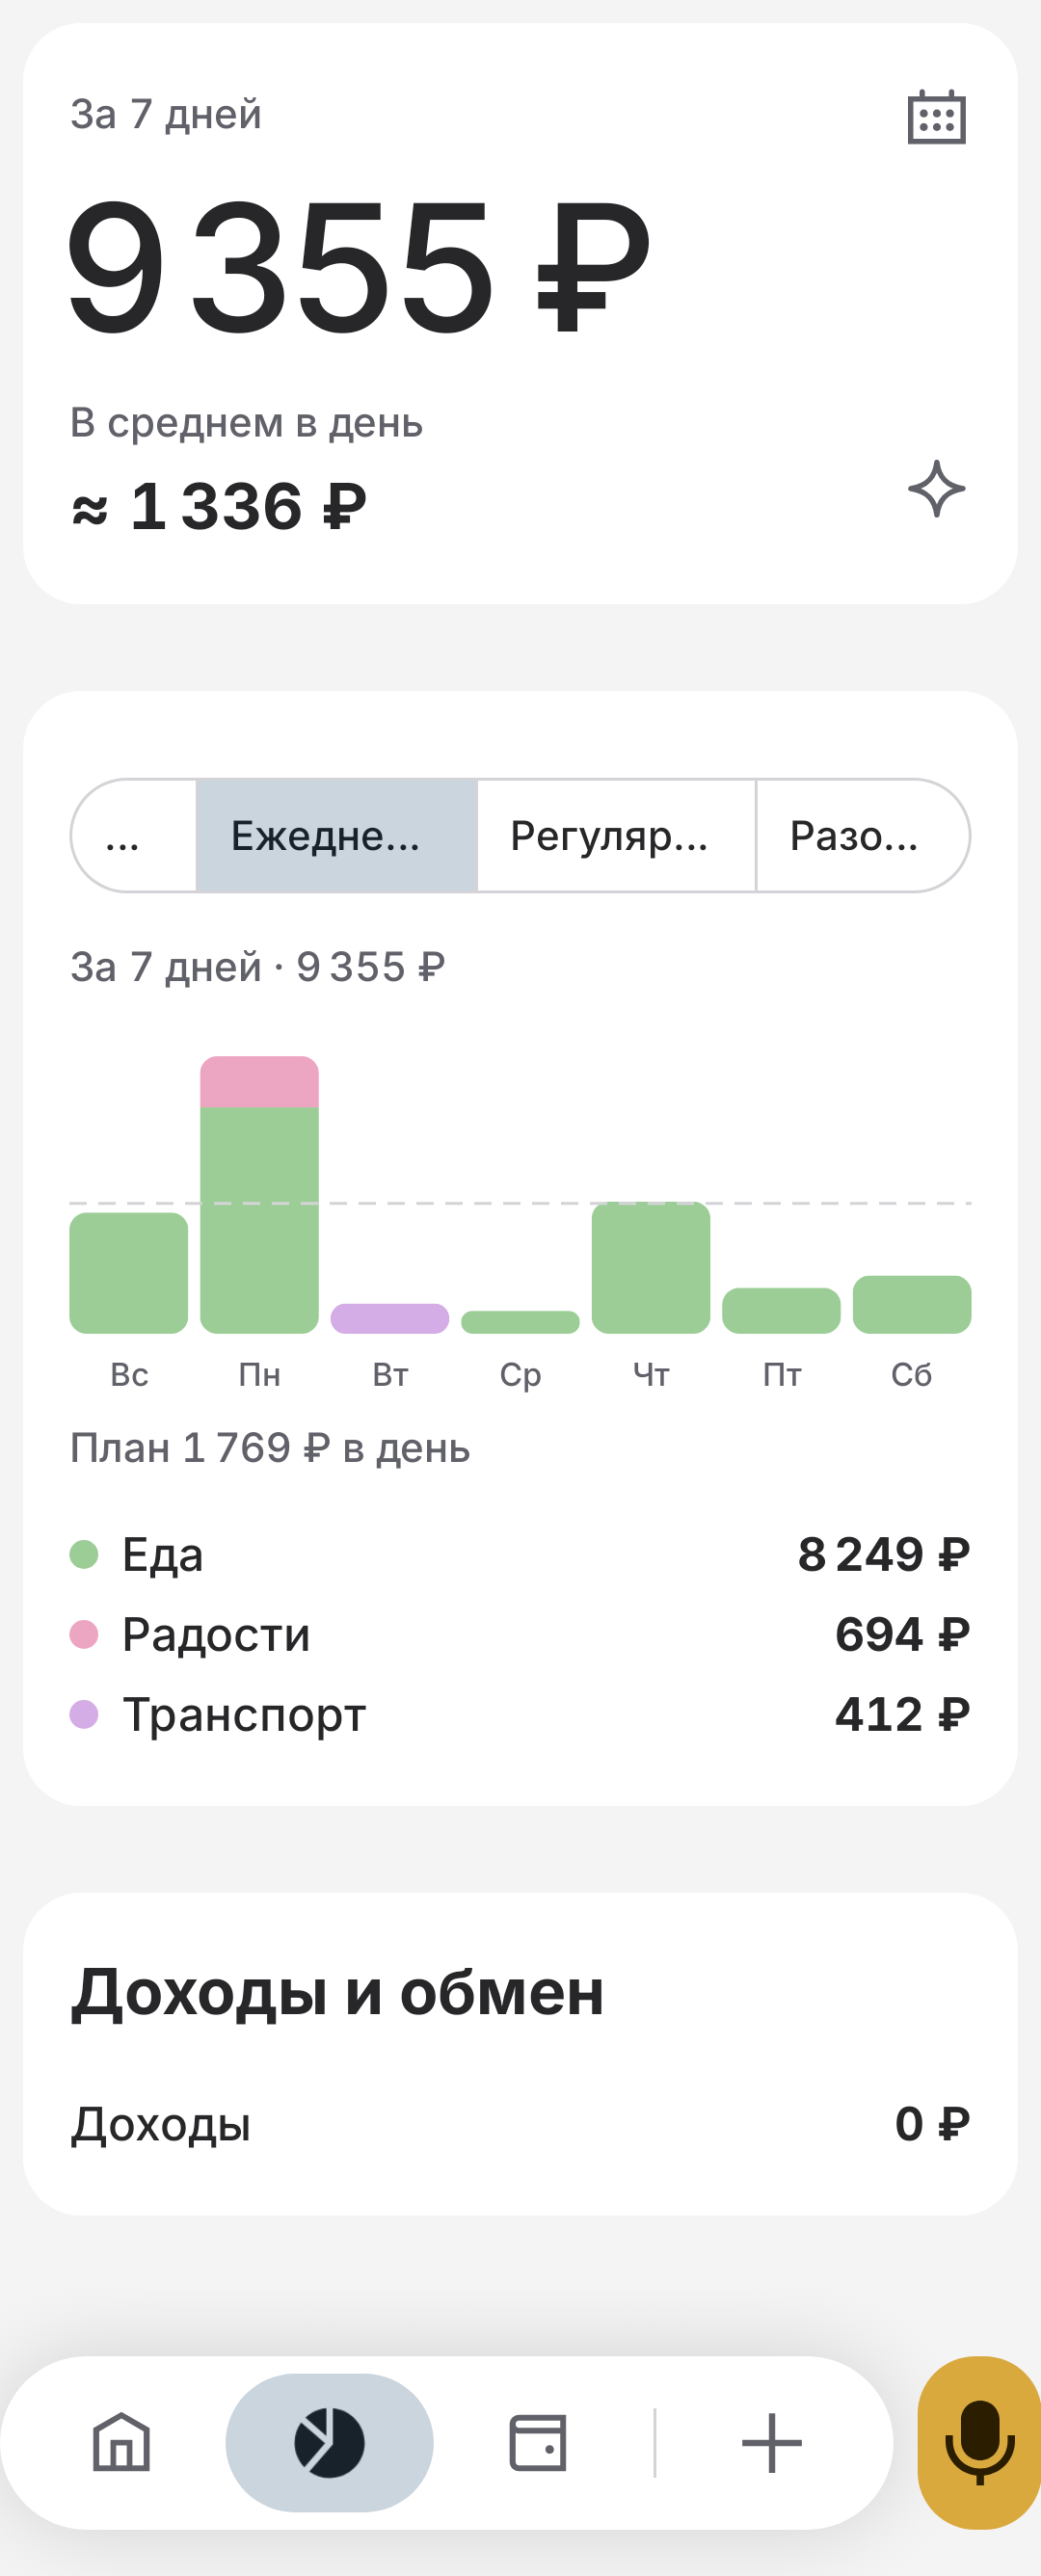 За 7 дней
9 355 ₽
В среднем в день
≈ 1 336 ₽
... Ежедне... Регуляр... Разо...
За 7 дней · 9 355 ₽
Вс Пн Вт Ср Чт Пт Сб
План 1 769 ₽ в день
Еда 8 249 ₽
Радости 694 ₽
Транспорт 412 ₽
Доходы и обмен
Доходы 0 ₽